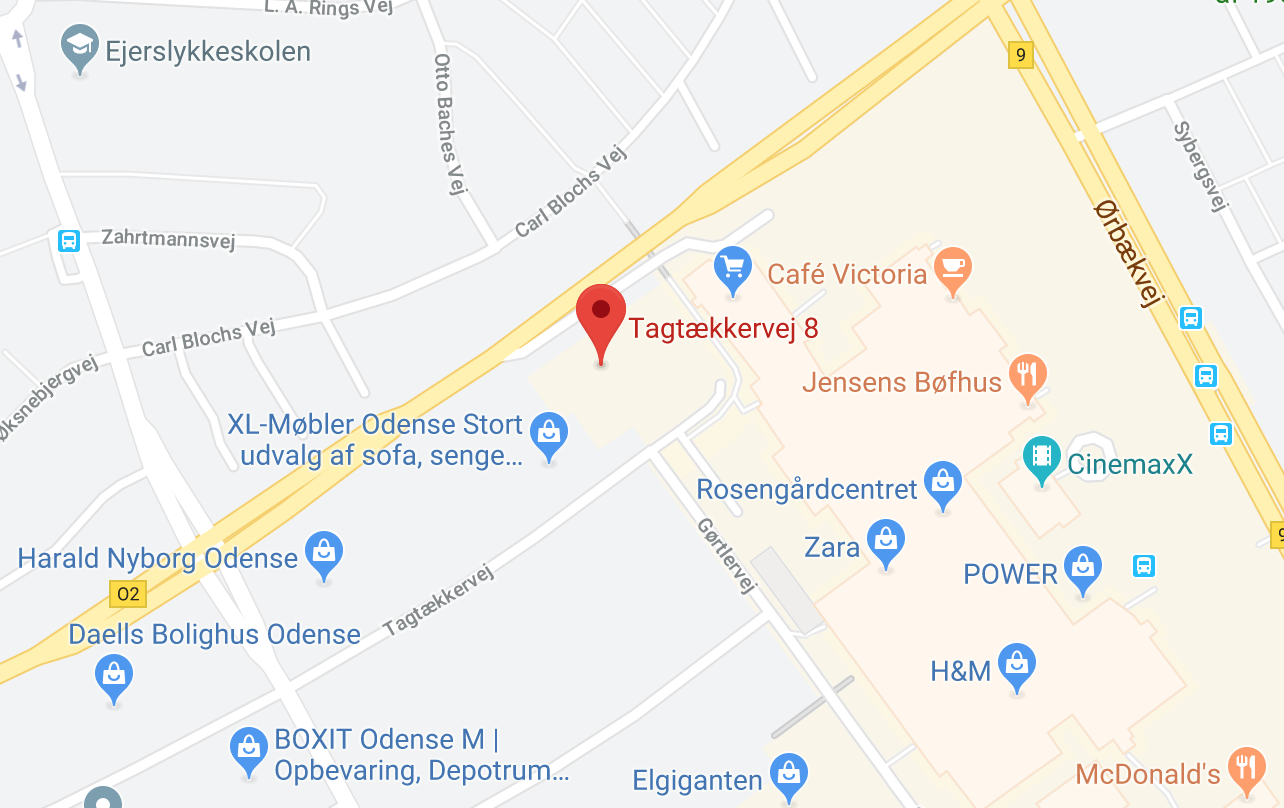 L. A. Rings Vej
Ejerslykkeskolen
9
Otto Baches Vej
Sybergsvej
Carl Blochs Vej
Zahrtmannsvej
Ørbækvej
Café Victoria
Tagtækkervej 8
Carl Blochs Vej
Øksnebjergvej
Jensens Bøfhus
XL-Møbler Odense Stort
udvalg af sofa, senge...
CinemaxX
Rosengårdcentret
Gørtlervej
Zara
9
Harald Nyborg Odense
POWER
O2
Tagtækkervej
Daells Bolighus Odense
H&M
BOXIT Odense M |
Opbevaring, Depotrum...
Elgiganten
McDonald's